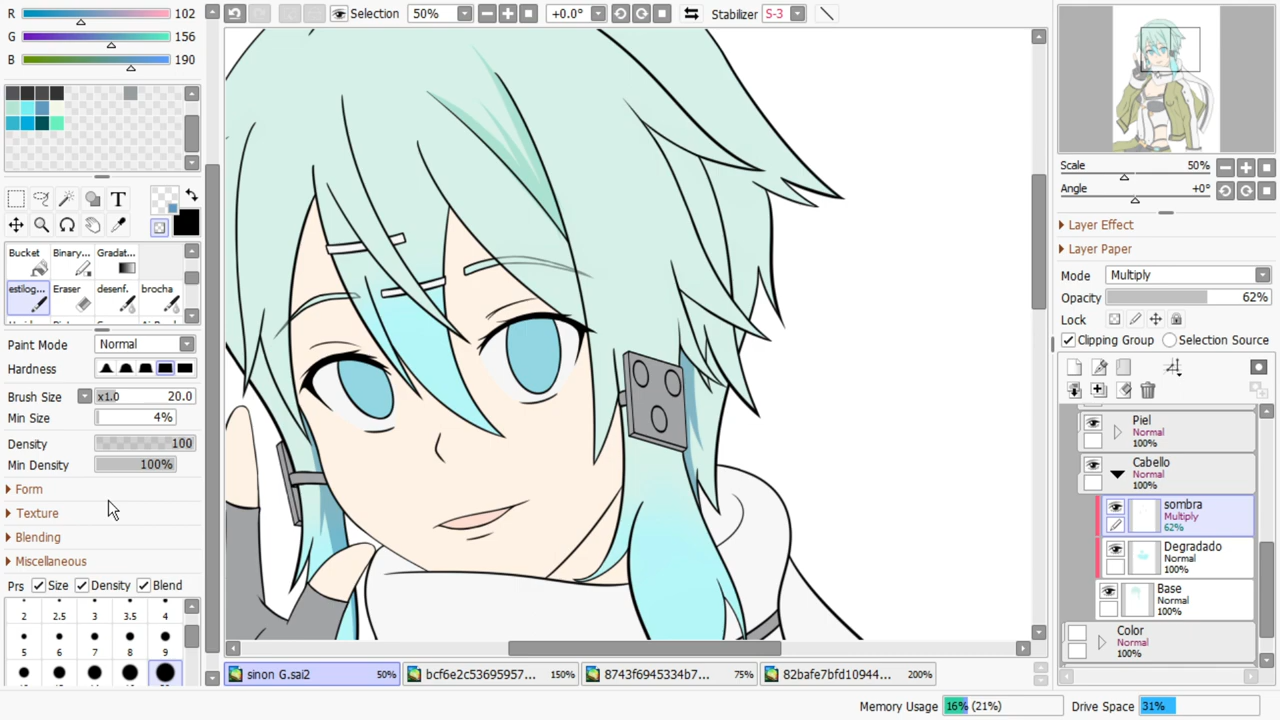 R 102
G 156
B 190
Selection 50% +0.0° Stabilizer S-3
T
Bucket Binary... Gradat...
estilog... Eraser desenf. brocha
Paint Mode Normal
Hardness
Brush Size x1.0 20.0
Min Size 4%
Density 100
Min Density 100%
Form
Texture
Blending
Miscellaneous
Prs Size Density Blend
2 2.5 3 3.5 4
5 6 7 8 9
Scale 50%
Angle +0°
Layer Effect
Layer Paper
Mode Multiply
Opacity 62%
Lock
Clipping Group Selection Source
Piel
Normal
100%
Cabello
Normal
100%
sombra
Multiply
62%
Degradado
Normal
100%
Base
Normal
100%
Color
Normal
100%
sinon G.sai2 50% bcf6e2c53695957... 150% 8743f6945334b7... 75% 82bafe7bfd10944... 200%
Memory Usage 16% (21%) Drive Space 31%